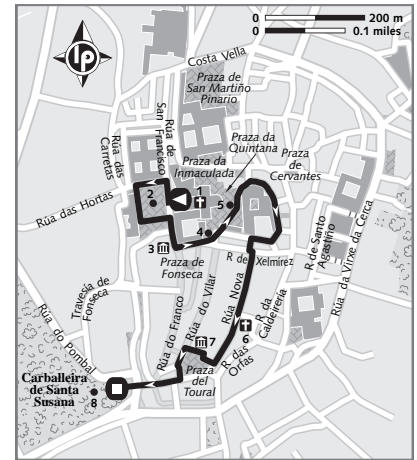 0 200 m
0 0.1 miles
lp
Costa Vella
Praza de
San Martiño
Pinario
Rúa de
San Francisco
Rúa das
Carretas
Praza da
Quintana
Praza da
Inmaculada
Praza
de
Cervantes
Rúa das Hortas
2
1
5
4
3
Praza de
Fonseca
R de Xelmírez
R de Santo
Agastiño
Rúa da Virxe da Cerca
Travesía de
Fonseca
Rúa do Franco
Rúa do Vilar
Rúa Nova
R da
Caldeirería
Rúa do Pombal
7
6
R das
Orfas
Praza
del
Toural
Carballeira
de Santa
Susana
8